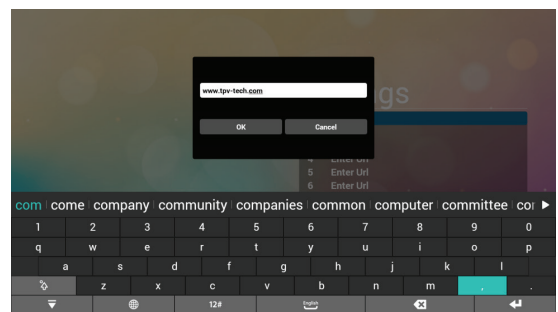 www.tpv-tech.com
gs
OK Cancel
4 Enter Url
5 Enter Url
6 Enter Url
com come company community companies common computer committee cor
1 2 3 4 5 6 7 8 9 0
q w e r t y u i o p
a s d f g h j k l
z x c v b n m , .
12# English